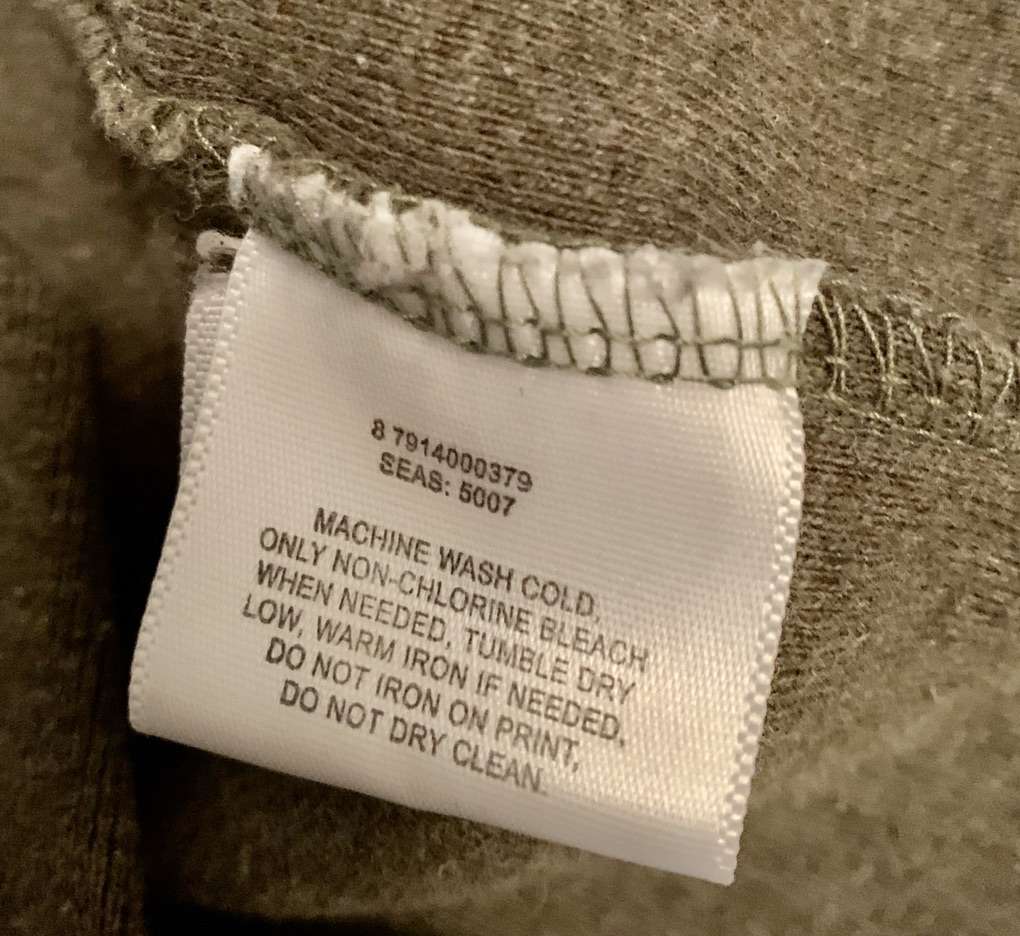 8 7914000379
SEAS: 5007
MACHINE WASH COLD,
ONLY NON-CHLORINE BLEACH
WHEN NEEDED, TUMBLE DRY
LOW, WARM IRON IF NEEDED,
DO NOT IRON ON PRINT,
DO NOT DRY CLEAN.